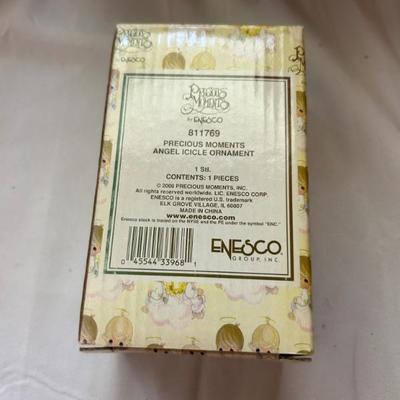 PRECIOUS
MOMENTS
by ENESCO
811769
PRECIOUS MOMENTS
ANGEL ICICLE ORNAMENT
1 Stl.
CONTENTS: 1 PIECES
© 2006 PRECIOUS MOMENTS, INC.
All rights reserved worldwide. LIC. ENESCO CORP.
ENESCO is a registered U.S. trademark
ELK GROVE VILLAGE, IL 60007
MADE IN CHINA
www.enesco.com
Enesco stock is traded on the NYSE and the PE under the symbol "ENC."
ENESCO
GROUP, INC.
0 45544 33968 1